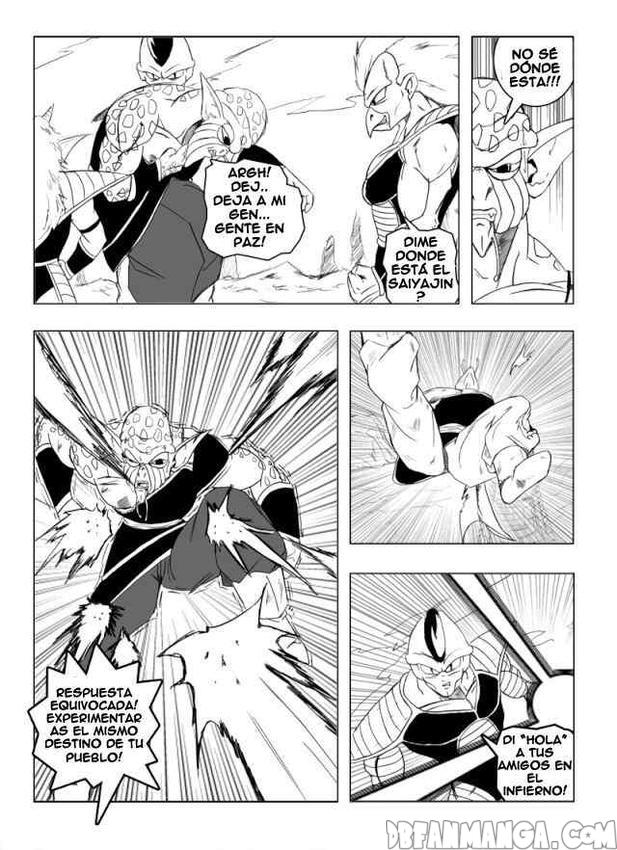 ARGH!
DEJ..
DEJA A MI
GEN...
GENTE EN
PAZ!
DIME
DONDE
ESTÁ EL
SAIYAJIN
?
NO SÉ
DÓNDE
ESTA!!!
RESPUESTA
EQUIVOCADA!
EXPERIMENTAR
AS EL MISMO
DESTINO DE TU
PUEBLO!
DI "HOLA"
A TUS
AMIGOS EN
EL
INFIERNO!
DBFANMANGA.COM